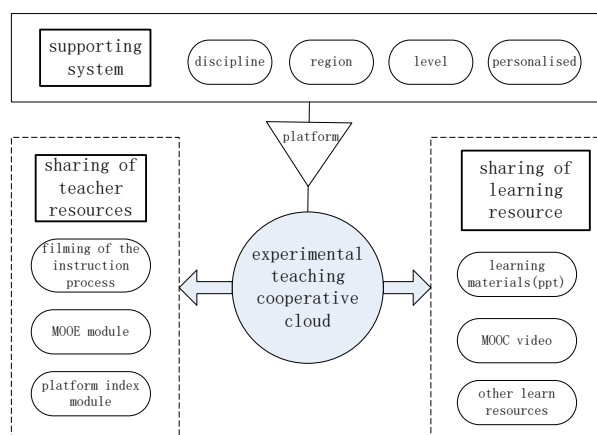 supporting
system
discipline
region
level
personalised
platform
sharing of
teacher
resources
filming of the
instruction
process
MOOE module
platform index
module
experimental
teaching
cooperative
cloud
sharing of
learning
resource
learning
materials(ppt)
MOOC video
other learn
resources